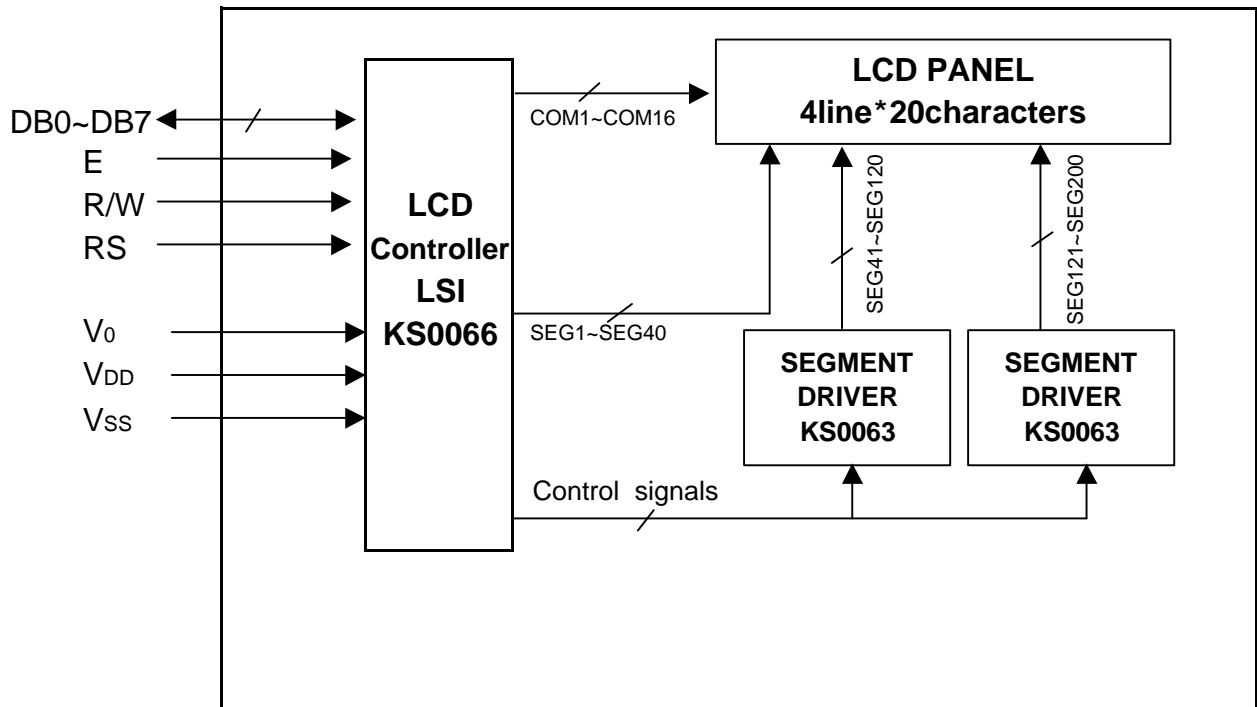 LCD PANEL
4line*20characters
DB0~DB7
E
R/W
RS
V0
VDD
VSS
LCD
Controller
LSI
KS0066
COM1~COM16
SEG1~SEG40
SEG41~SEG120
SEG121~SEG200
SEGMENT
DRIVER
KS0063
SEGMENT
DRIVER
KS0063
Control signals